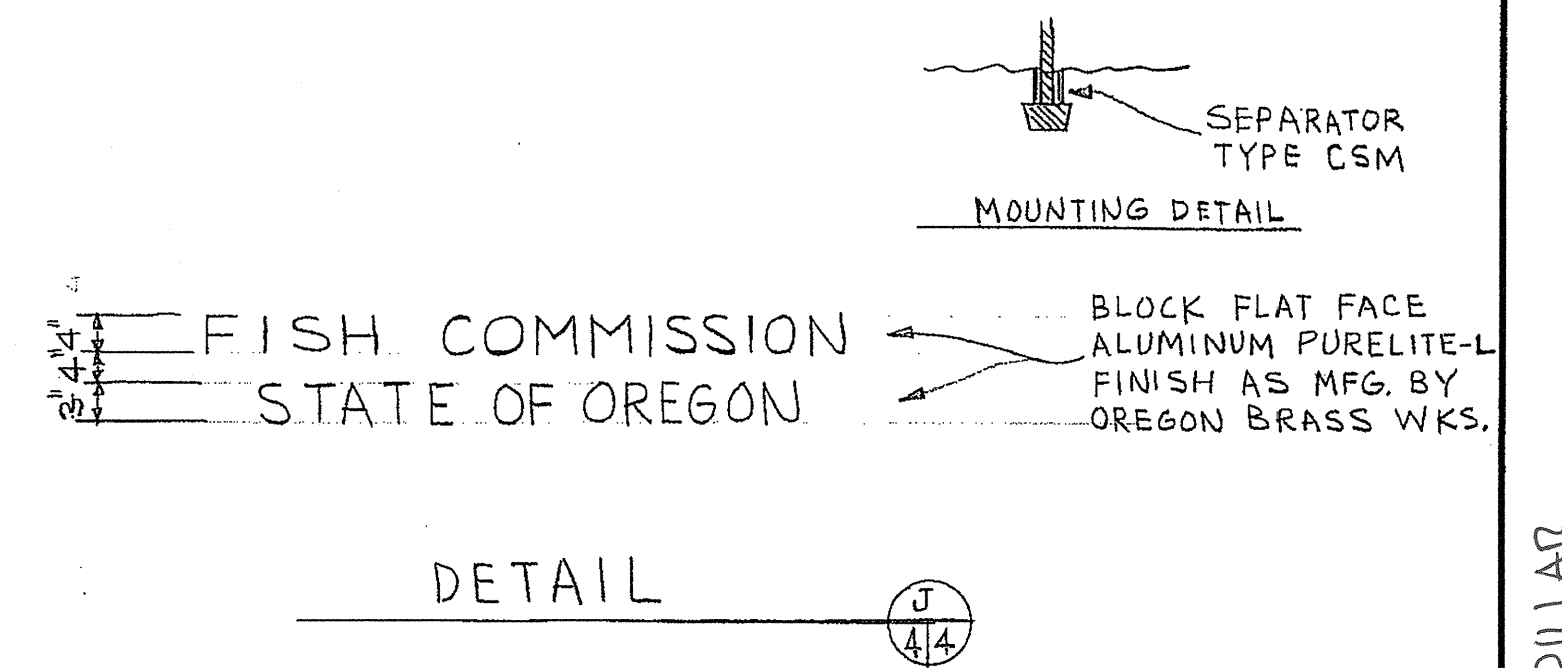 SEPARATOR
TYPE CSM
MOUNTING DETAIL
4"
4"
3"
FISH COMMISSION
STATE OF OREGON
BLOCK FLAT FACE
ALUMINUM PURELITE-L
FINISH AS MFG. BY
OREGON BRASS WKS.
DETAIL
J
4|4